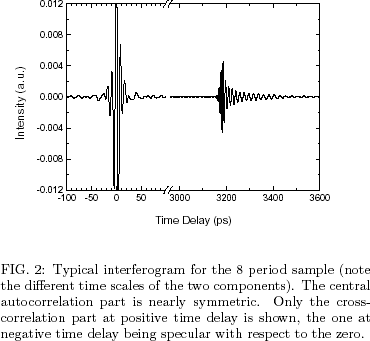 0.012
0.008
0.004
0.000
-0.004
-0.008
-0.012
Intensity (a.u.)
-100 -50 0 50 3000 3200 3400 3600
Time Delay (ps)
FIG. 2: Typical interferogram for the 8 period sample (note
the different time scales of the two components). The central
autocorrelation part is nearly symmetric. Only the cross-
correlation part at positive time delay is shown, the one at
negative time delay being specular with respect to the zero.